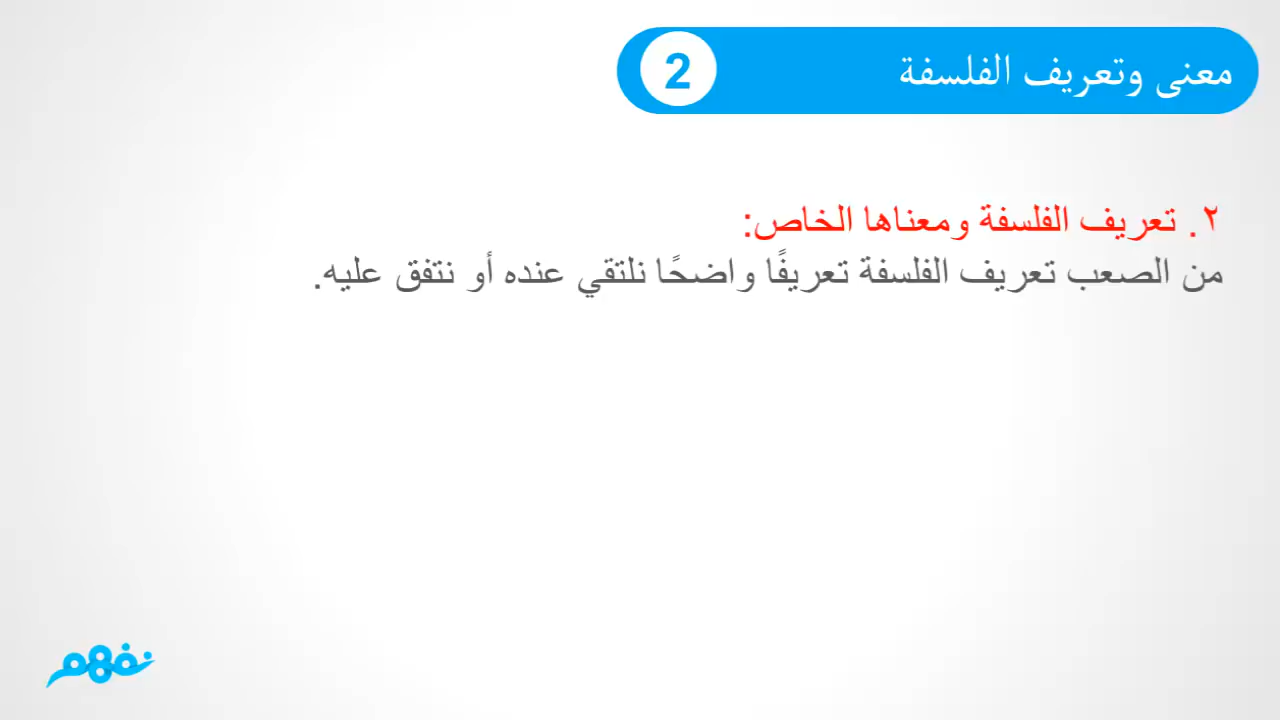 معنى وتعريف الفلسفة
2
٢. تعريف الفلسفة ومعناها الخاص:
من الصعب تعريف الفلسفة تعريفًا واضحًا نلتقي عنده أو نتفق عليه.
نفهم